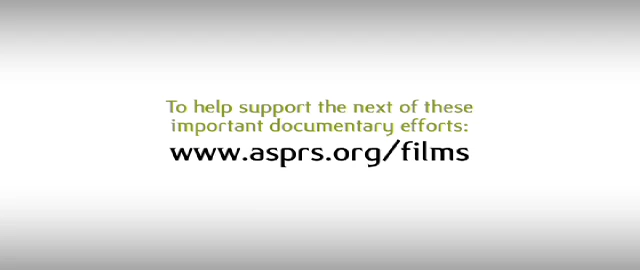 To help support the next of these
important documentary efforts:
www.asprs.org/films